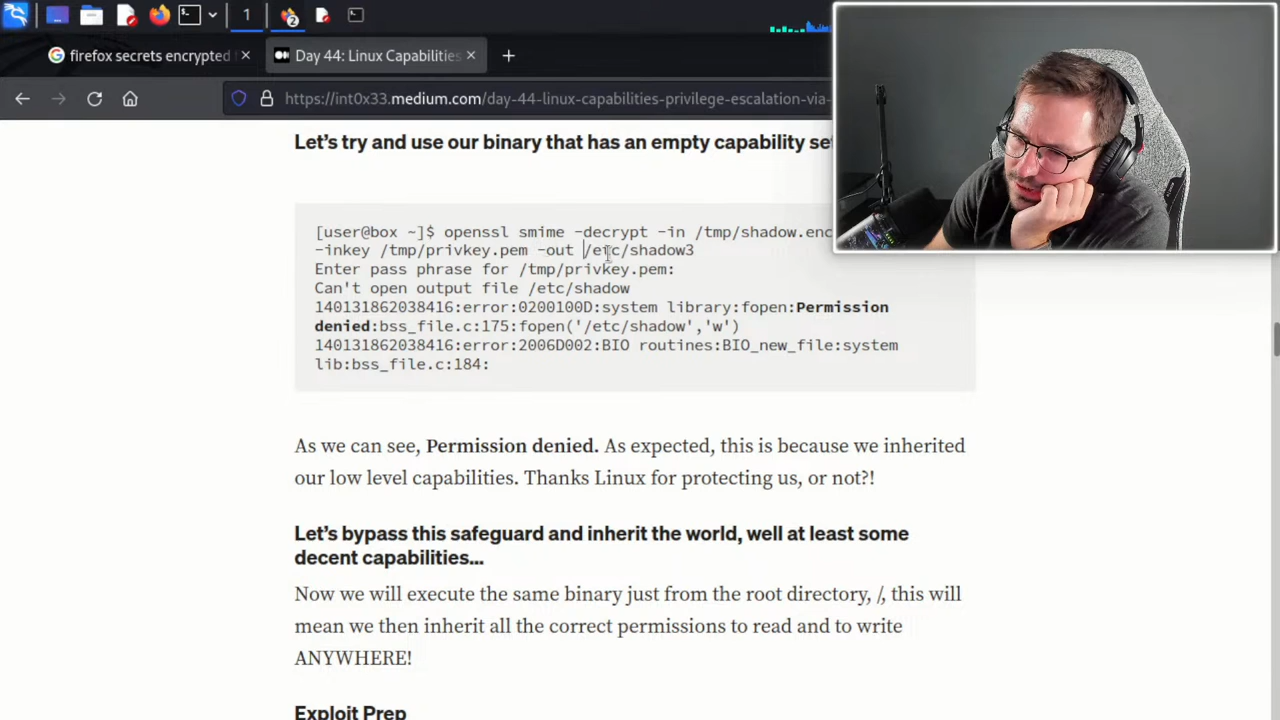 1
2
firefox secrets encrypted f
Day 44: Linux Capabilities
https://int0x33.medium.com/day-44-linux-capabilities-privilege-escalation-via-
Let’s try and use our binary that has an empty capability se
[user@box ~]$ openssl smime -decrypt -in /tmp/shadow.enc
-inkey /tmp/privkey.pem -out /etc/shadow3
Enter pass phrase for /tmp/privkey.pem:
Can't open output file /etc/shadow
140131862038416:error:0200100D:system library:fopen:Permission
denied:bss_file.c:175:fopen('/etc/shadow','w')
140131862038416:error:2006D002:BIO routines:BIO_new_file:system
lib:bss_file.c:184:
As we can see, Permission denied. As expected, this is because we inherited
our low level capabilities. Thanks Linux for protecting us, or not?!
Let’s bypass this safeguard and inherit the world, well at least some
decent capabilities…
Now we will execute the same binary just from the root directory, /, this will
mean we then inherit all the correct permissions to read and to write
ANYWHERE!
Exploit Prep